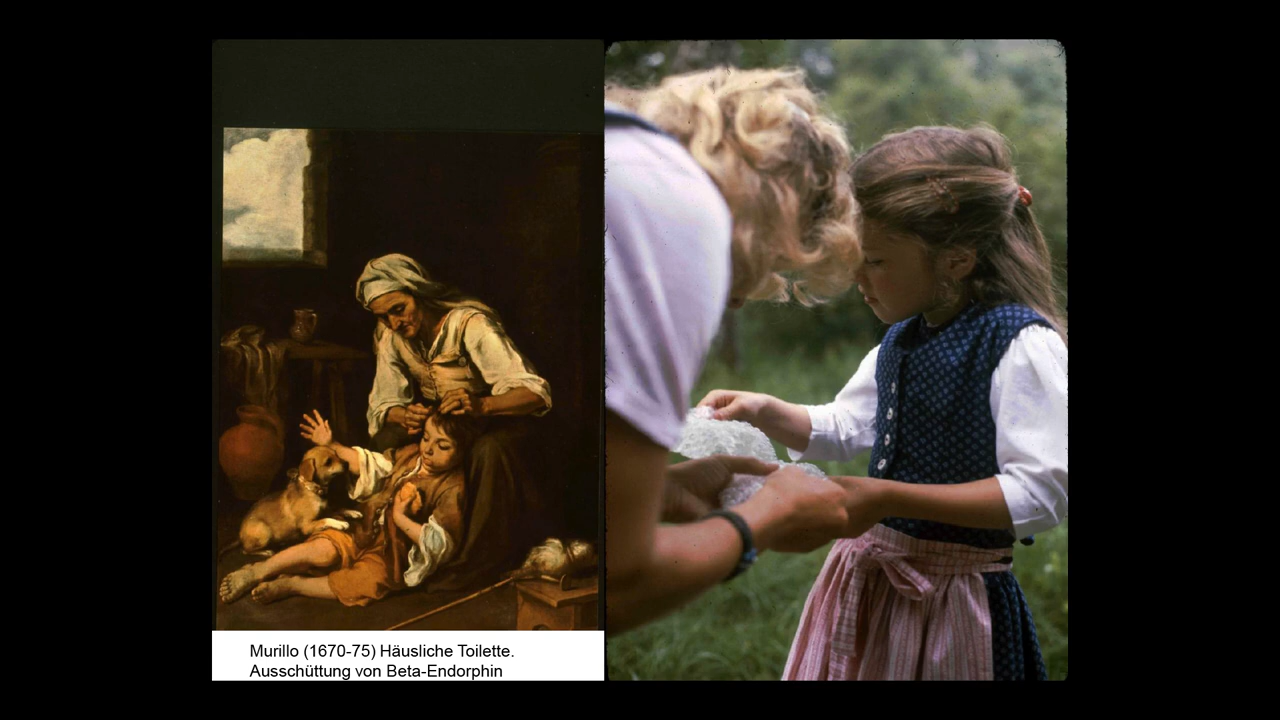 Murillo (1670-75) Häusliche Toilette.
Ausschüttung von Beta-Endorphin